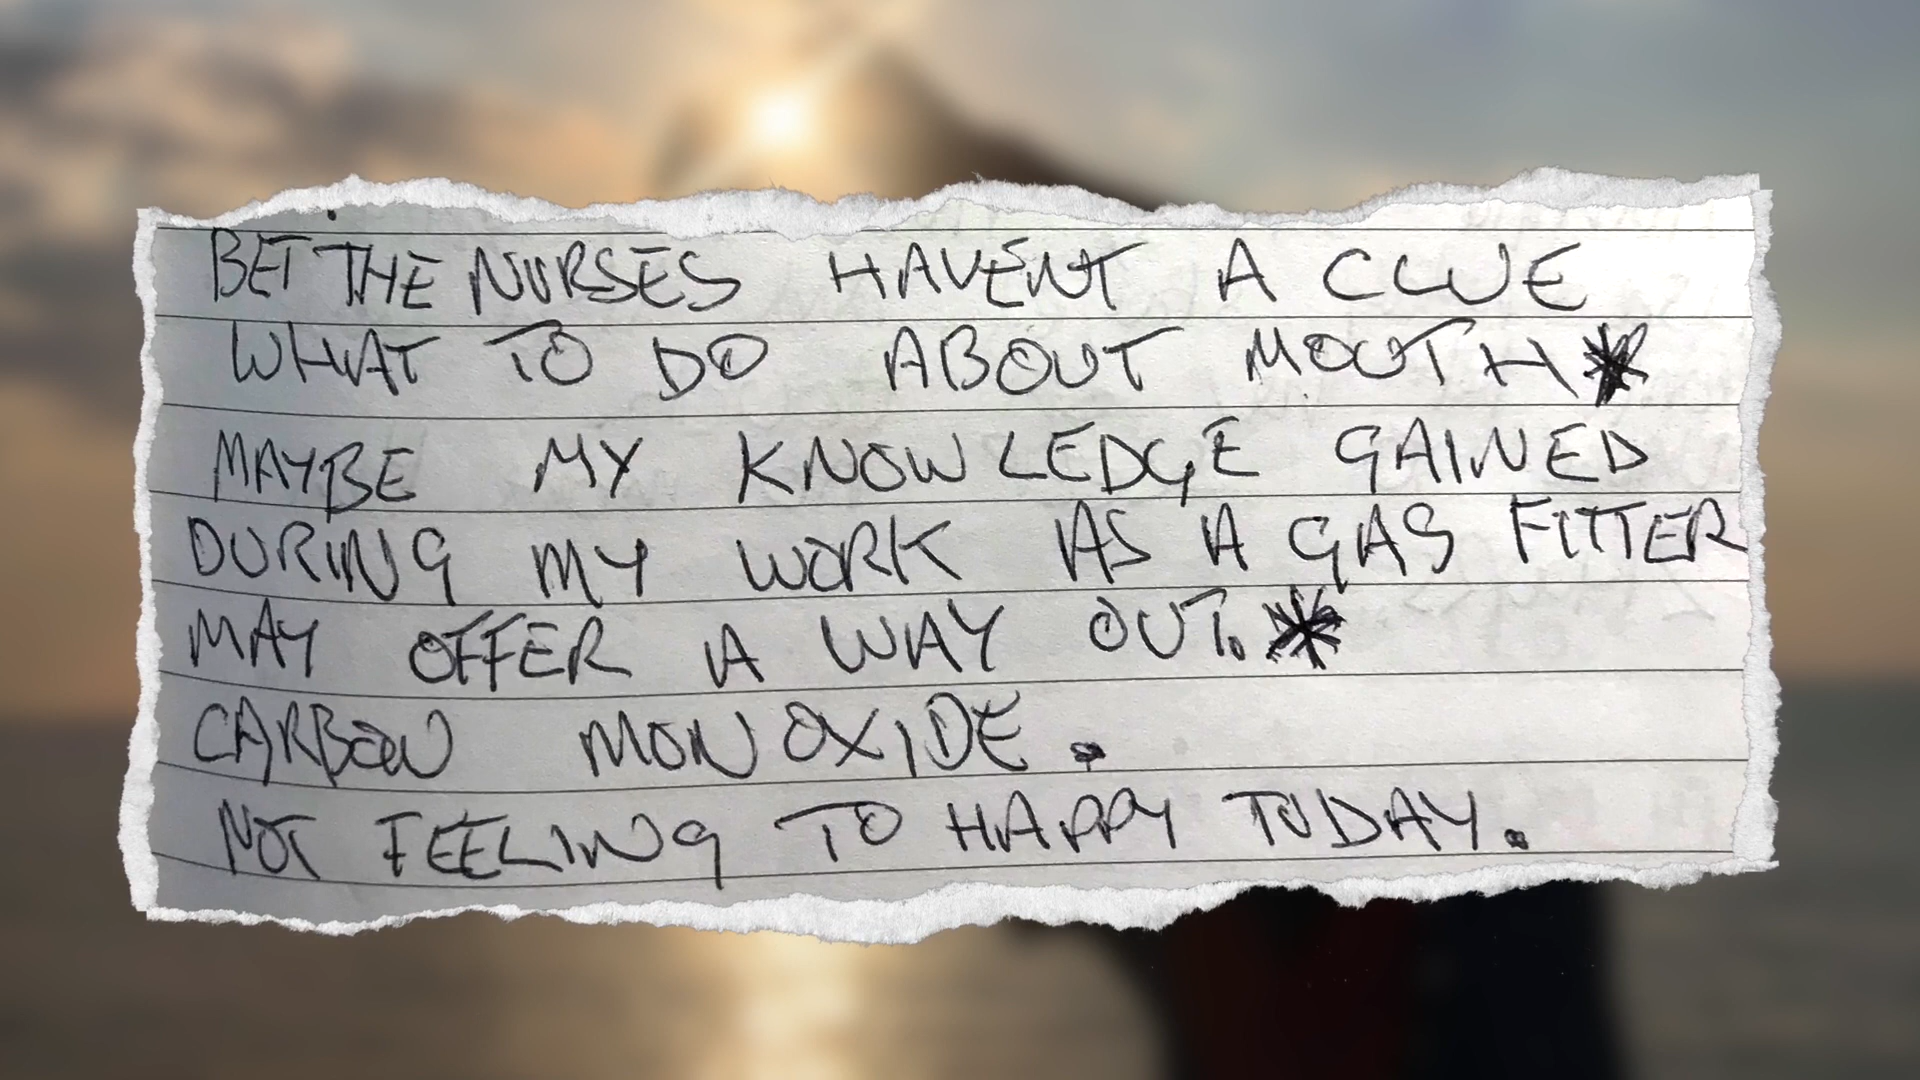 BET THE NURSES HAVENT A CLUE
WHAT TO DO ABOUT MOUTH*
MAYBE MY KNOWLEDGE GAINED
DURING MY WORK AS A GAS FITTER
MAY OFFER A WAY OUT.*
CARBON MONOXIDE.
NOT FEELING TO HAPPY TODAY.